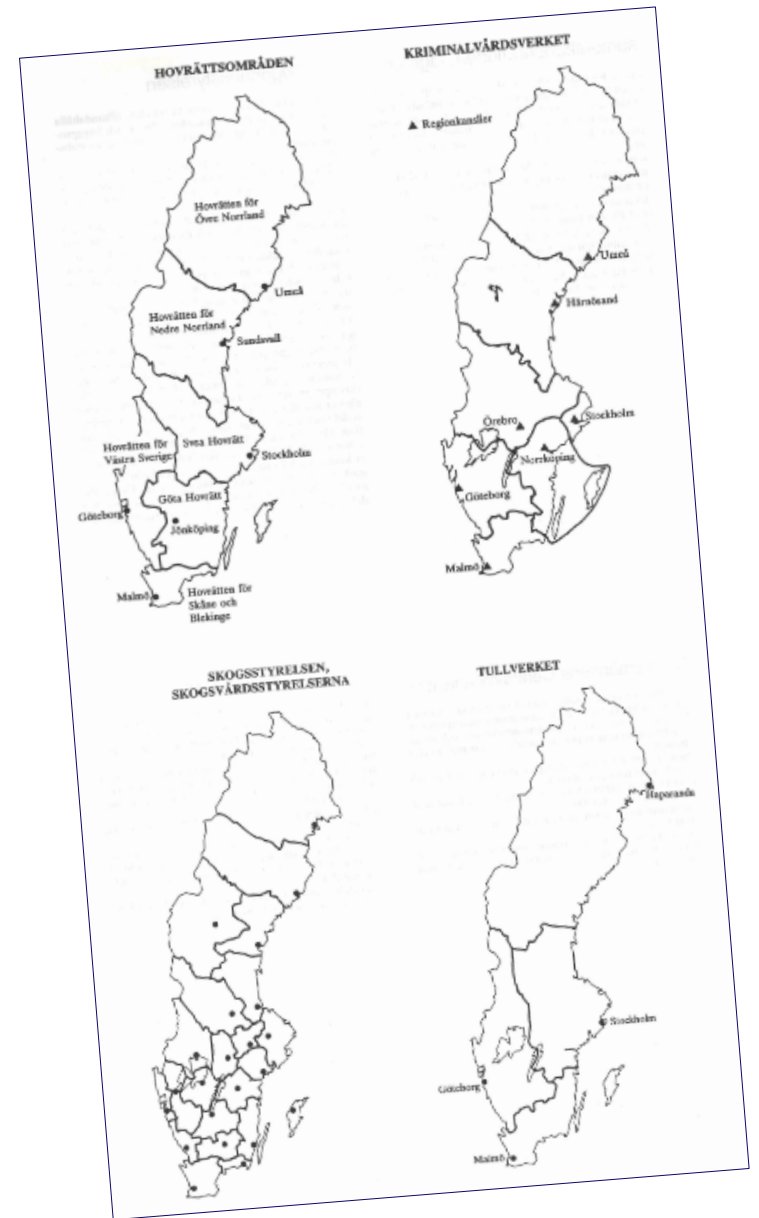 HOVRÄTTSOMRÅDEN
Hovrätten för
Övre Norrland
Umeå
Hovrätten för
Nedre Norrland
Sundsvall
Hovrätten för
Västra Sverige
Svea Hovrätt
Stockholm
Göta Hovrätt
Göteborg
Jönköping
Malmö
Hovrätten för
Skåne och
Blekinge
KRIMINALVÅRDSVERKET
Regionkanslier
Umeå
Härnösand
Örebro
Stockholm
Norrköping
Göteborg
Malmö
SKOGSSTYRELSEN,
SKOGSVÅRDSSTYRELSERNA
TULLVERKET
Haparanda
Stockholm
Göteborg
Malmö